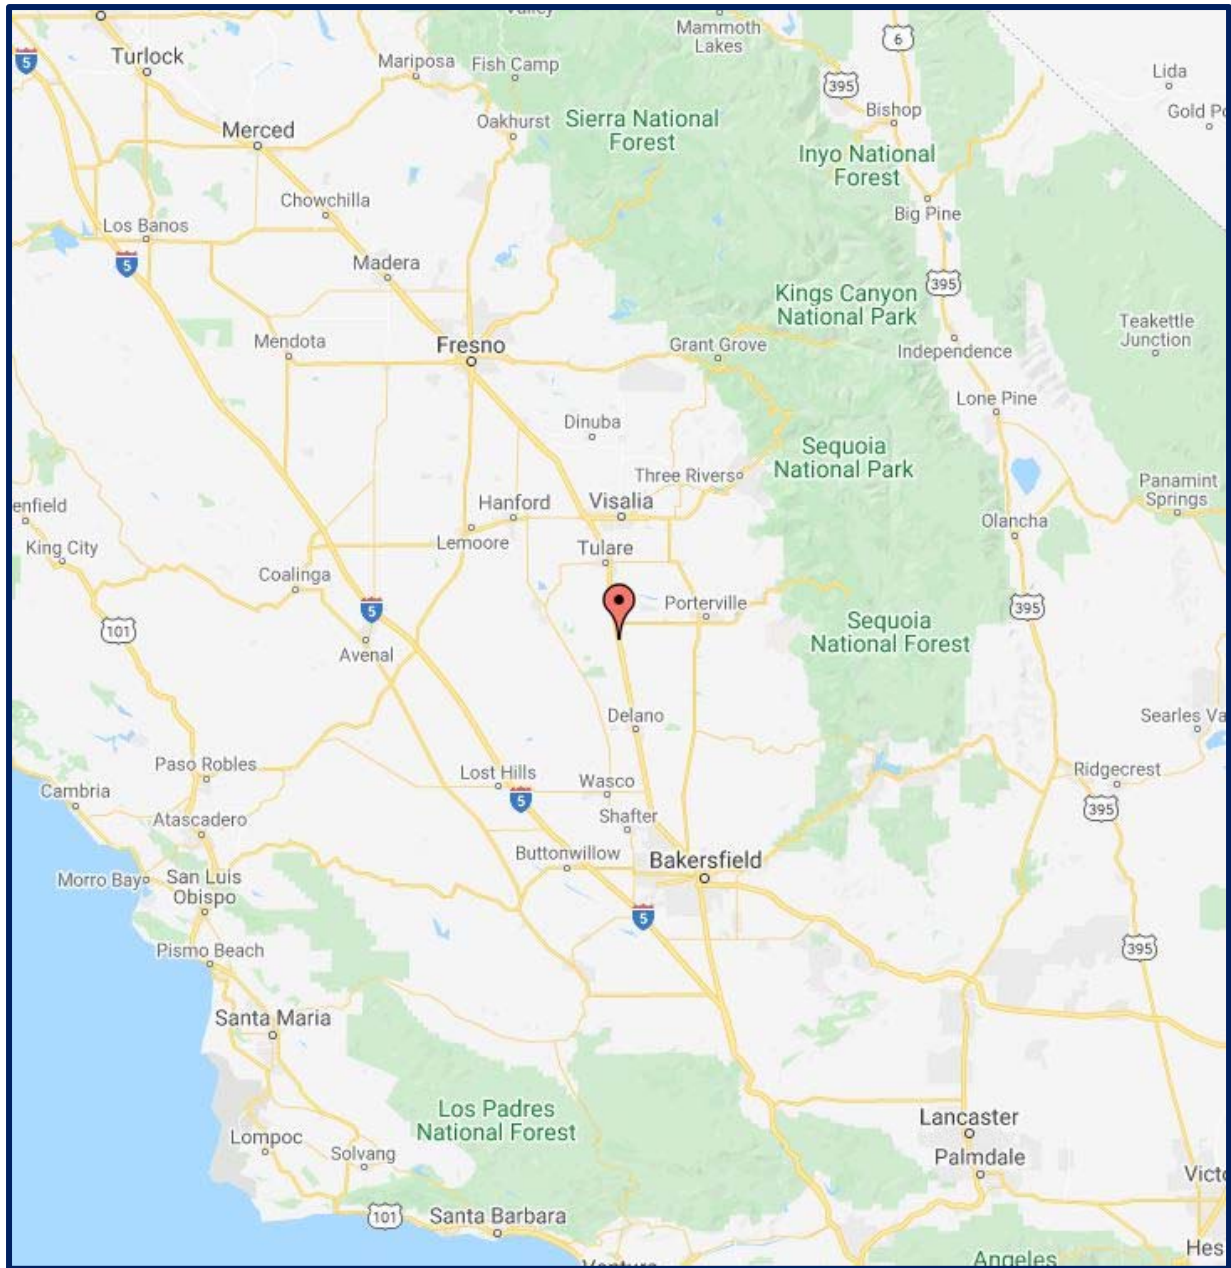 Valley
Mammoth
Lakes
6
5
Turlock
Mariposa
Fish Camp
395
Lida
Bishop
Gold Po
Oakhurst
Sierra National
Forest
Merced
Inyo National
Forest
Chowchilla
Big Pine
Los Banos
5
Madera
395
Kings Canyon
National Park
Teakettle
Junction
Mendota
Fresno
Grant Grove
Independence
Lone Pine
Dinuba
Sequoia
National Park
Three Rivers
Panamint
Springs
enfield
Hanford
Visalia
Olancha
King City
Lemoore
Tulare
Coalinga
5
Porterville
395
101
Sequoia
National Forest
Avenal
Delano
Searles Va
Paso Robles
Lost Hills
Wasco
Ridgecrest
Cambria
5
395
Atascadero
Shafter
Buttonwillow
Bakersfield
Morro Bay
San Luis
Obispo
5
Pismo Beach
395
Santa Maria
Los Padres
National Forest
Lancaster
Lompoc
Solvang
Palmdale
Victo
101
Santa Barbara
Hes
Ventura
Angeles